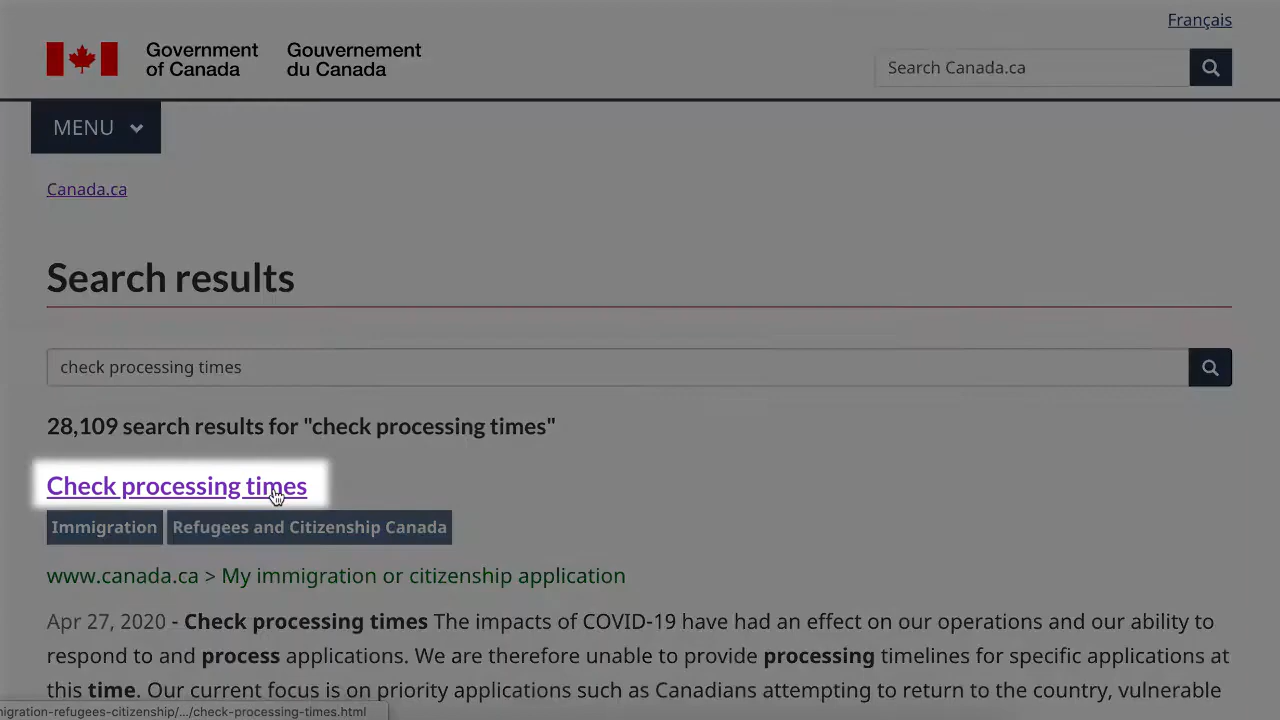 Français
Government
of Canada
Gouvernement
du Canada
Search Canada.ca
MENU
Canada.ca
Search results
check processing times
28,109 search results for "check processing times"
Check processing times
Immigration Refugees and Citizenship Canada
www.canada.ca > My immigration or citizenship application
Apr 27, 2020 - Check processing times The impacts of COVID-19 have had an effect on our operations and our ability to
respond to and process applications. We are therefore unable to provide processing timelines for specific applications at
this time. Our current focus is on priority applications such as Canadians attempting to return to the country, vulnerable
igration-refugees-citizenship/.../check-processing-times.html